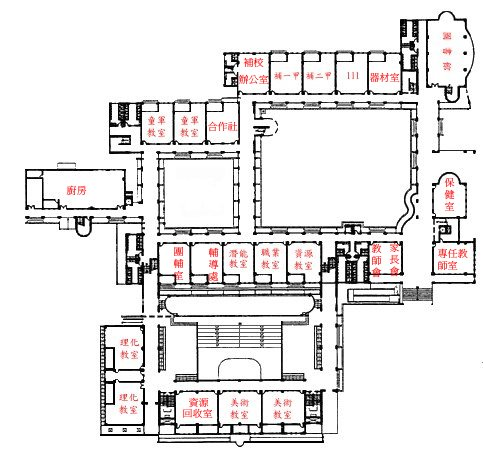 補校
辦公室
補一甲
補二甲
111
器材室
童軍
教室
童軍
教室
合作社
廚房
保
健
室
團
輔
室
輔
導
處
潛能
教室
職業
教室
資源
教室
教
師
會
家
長
會
專任教
師室
理化
教室
理化
教室
資源
回收室
美術
教室
美術
教室